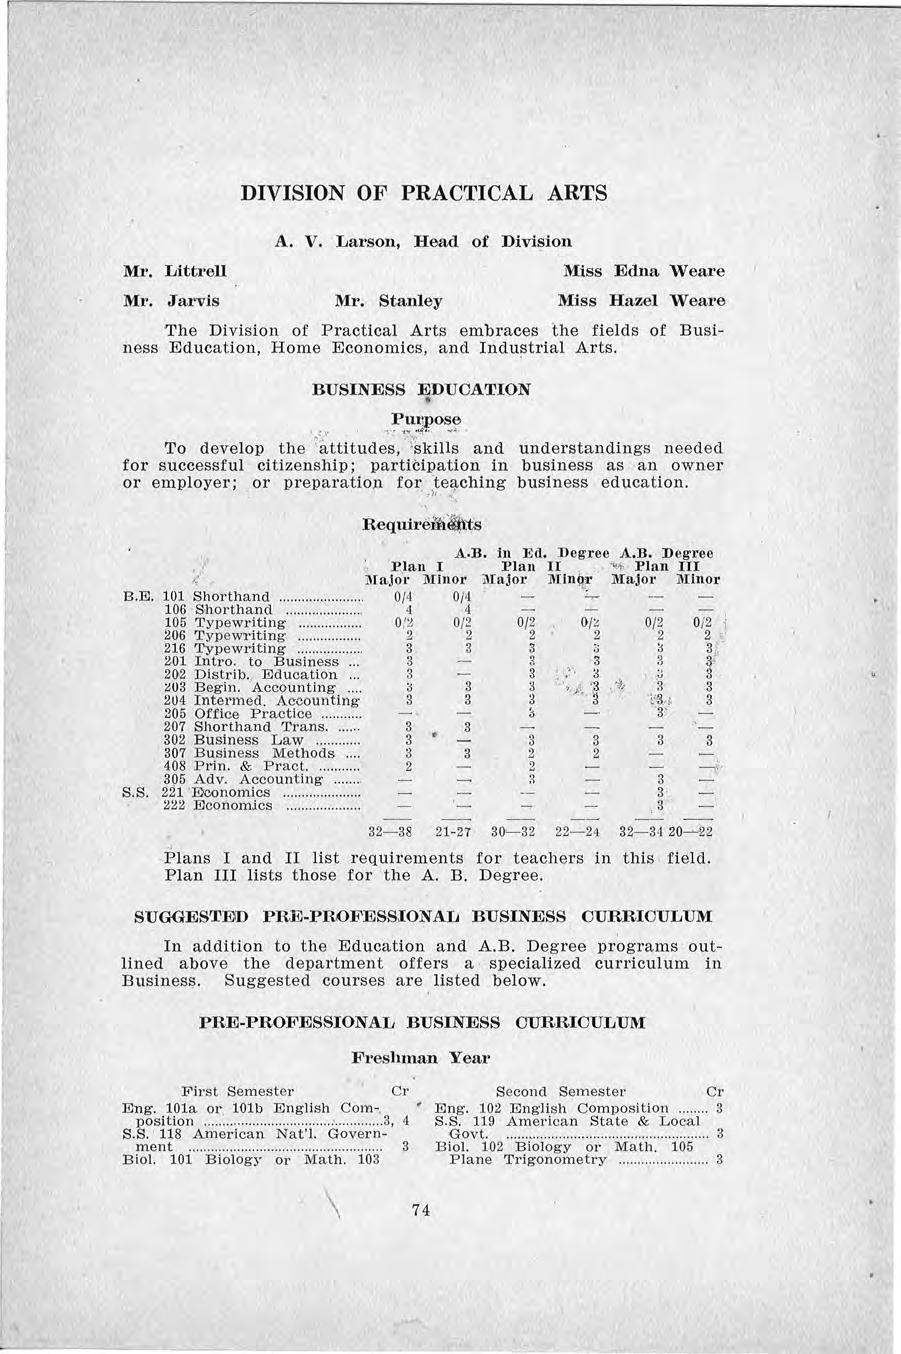 DIVISION OF PRACTICAL ARTS
A. V. Larson, Head of Division
Mr. Littrell Miss Edna Weare
Mr. Jarvis Mr. Stanley Miss Hazel Weare
The Division of Practical Arts embraces the fields of Busi-
ness Education, Home Economics, and Industrial Arts.
BUSINESS EDUCATION
Purpose
To develop the attitudes, skills and understandings needed
for successful citizenship; participation in business as an owner
or employer; or preparation for teaching business education.
Requirements
A.B. in Ed. Degree A.B. Degree
Plan I Plan II Plan III
Major Minor Major Minor Major Minor
B.E. 101 Shorthand ...................... 0/4 0/4 — — — —
106 Shorthand .................... 4 4 — — — —
105 Typewriting ................. 0/2 0/2 0/2 0/2 0/2 0/2
206 Typewriting ................. 2 2 2 2 2 2
216 Typewriting ................. 3 3 3 3 3 3
201 Intro. to Business ... 3 — 3 3 3 3
202 Distrib. Education ... 3 — 3 3 3 3
203 Begin. Accounting .... 3 3 3 3 3 3
204 Intermed. Accounting 3 3 3 3 3 3
205 Office Practice ........... — — 3 — 3 —
207 Shorthand Trans. ...... 3 3 — — — —
302 Business Law ............ 3 — 3 3 3 3
307 Business Methods .... 3 3 2 2 — —
408 Prin. & Pract. ........... 2 — 2 — — —
305 Adv. Accounting ....... — — 3 — 3 —
S.S. 221 Economics ..................... — — — — 3 —
222 Economics .................... — — — — 3 —
32—38 21-27 30—32 22—24 32—34 20—22
Plans I and II list requirements for teachers in this field.
Plan III lists those for the A. B. Degree.
SUGGESTED PRE-PROFESSIONAL BUSINESS CURRICULUM
In addition to the Education and A.B. Degree programs out-
lined above the department offers a specialized curriculum in
Business. Suggested courses are listed below.
PRE-PROFESSIONAL BUSINESS CURRICULUM
Freshman Year
First Semester Cr
Eng. 101a or 101b English Com-
position ................................................3, 4
S.S. 118 American Nat'l. Govern-
ment .................................................... 3
Biol. 101 Biology or Math. 103
Second Semester Cr
Eng. 102 English Composition ........ 3
S.S. 119 American State & Local
Govt. ...................................................... 3
Biol. 102 Biology or Math. 105
Plane Trigonometry ........................ 3
74